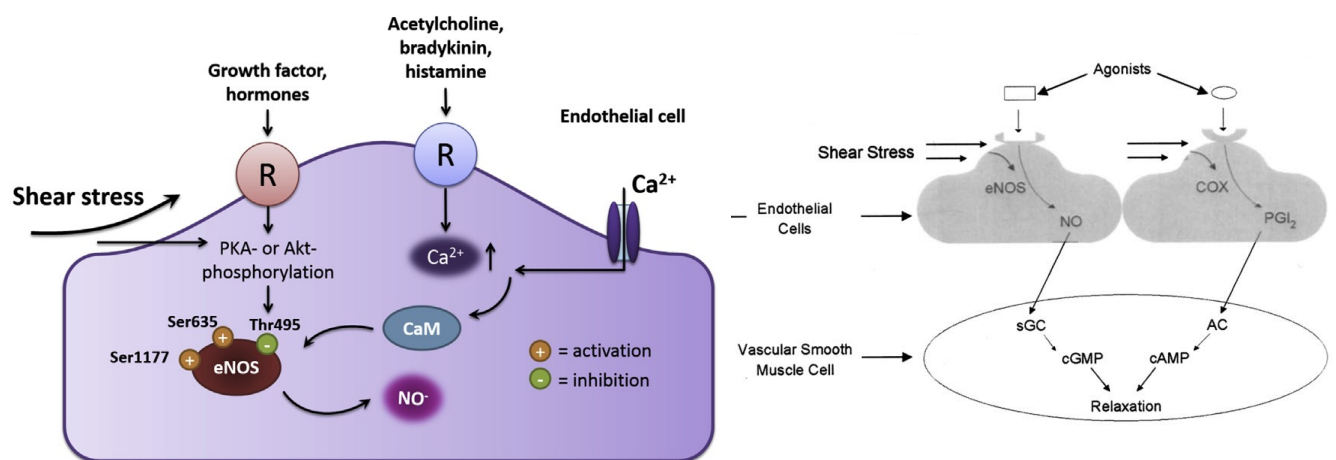 Acetylcholine,
bradykinin,
histamine
Growth factor,
hormones
Endothelial cell
R
R
Shear stress
Ca²⁺
PKA- or Akt-
phosphorylation
Ca²⁺
Ser635
Thr495
Ser1177
+
+
-
eNOS
CaM
NO-
+ = activation
- = inhibition
Agonists
Shear Stress
eNOS
NO
COX
PGI₂
Endothelial
Cells
sGC
AC
cGMP
cAMP
Relaxation
Vascular Smooth
Muscle Cell